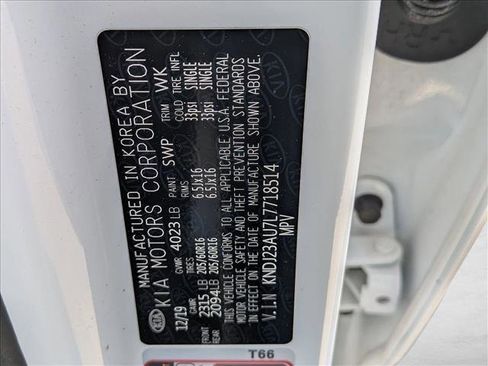 MANUFACTURED IN KOREA BY
KIA MOTORS CORPORATION
12/19 GVWR 4023 LB PAINT SWP TRIM WK
GAWR TIRES RIMS COLD TIRE INFL
FRONT 2315 LB 205/60R16 6.5Jx16 33psi SINGLE
REAR 2094 LB 205/60R16 6.5Jx16 33psi SINGLE
THIS VEHICLE CONFORMS TO ALL APPLICABLE U.S.A. FEDERAL
MOTOR VEHICLE SAFETY AND THEFT PREVENTION STANDARDS
IN EFFECT ON THE DATE OF MANUFACTURE SHOWN ABOVE.
V.I.N KNDJ23AU7L7718514
MPV
T66